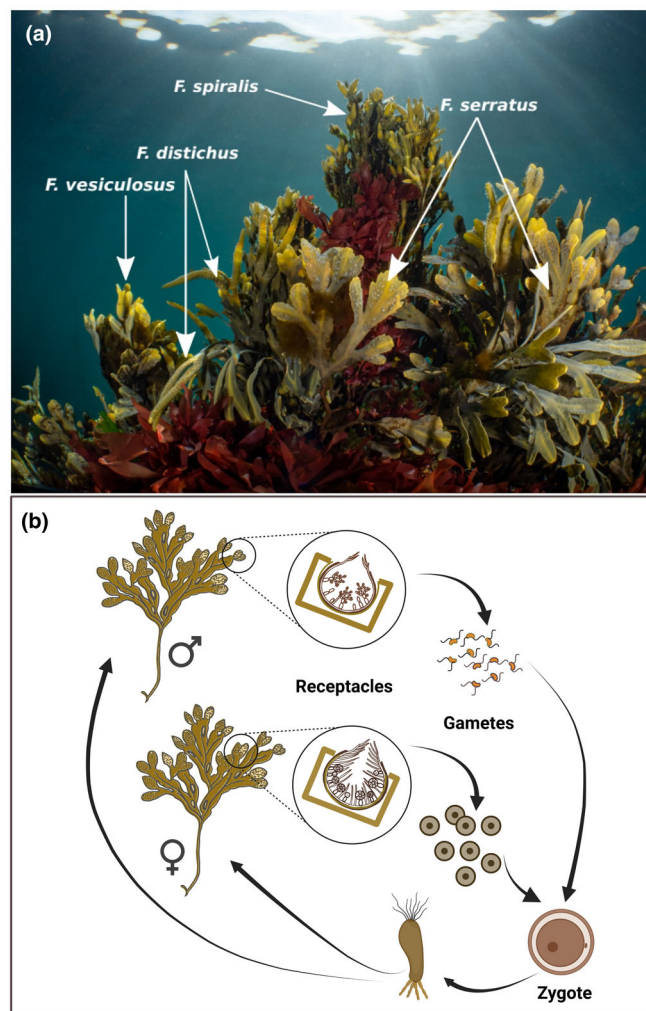 (a)
F. spiralis
F. serratus
F. distichus
F. vesiculosus
(b)
Receptacles
Gametes
Zygote